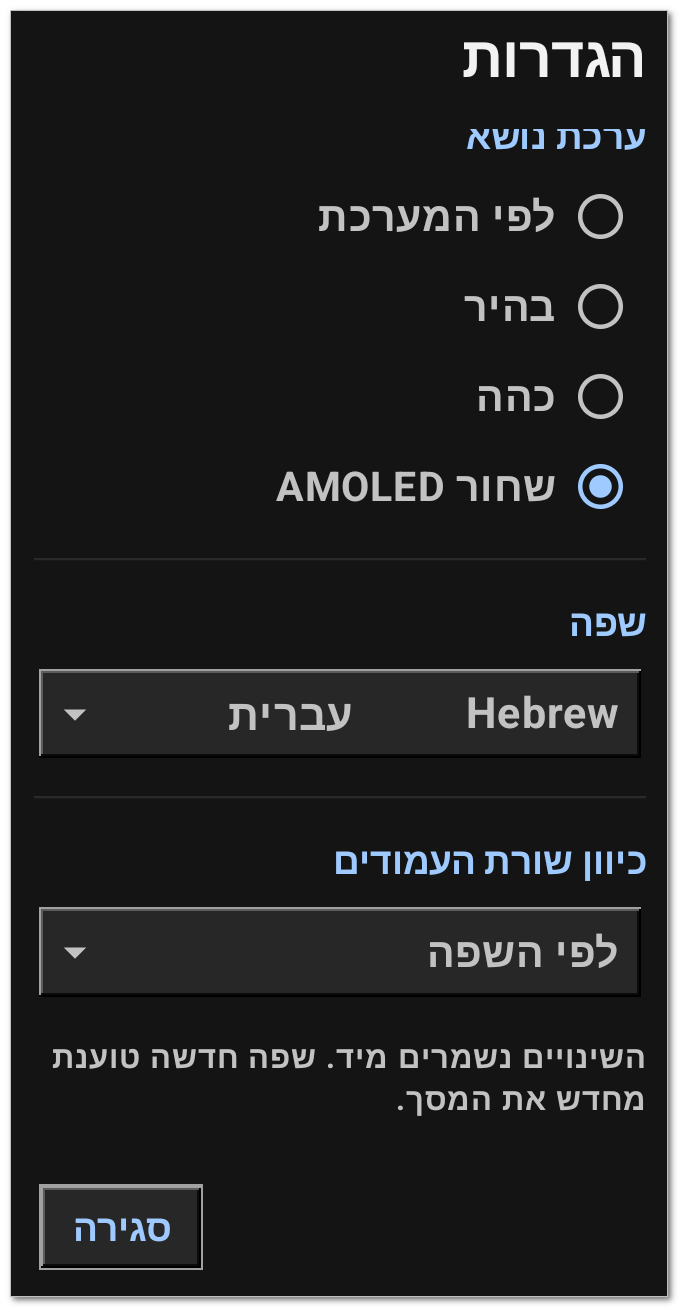 הגדרות
ערכת נושא
לפי המערכת
בהיר
כהה
שחור AMOLED
שפה
Hebrew עברית
כיוון שורת העמודים
לפי השפה
השינויים נשמרים מיד. שפה חדשה טוענת
מחדש את המסך.
סגירה